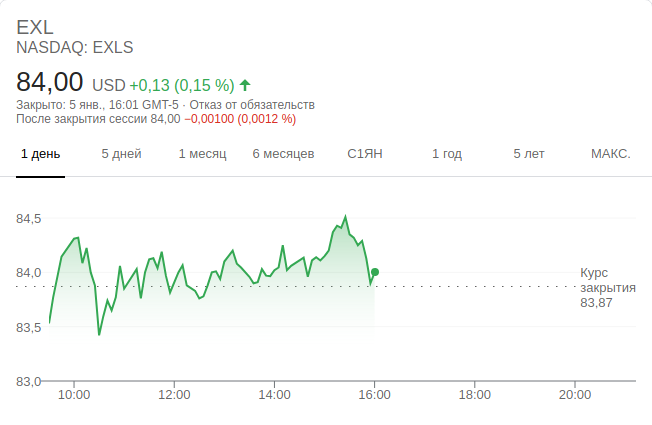 EXL
NASDAQ: EXLS
84,00 USD +0,13 (0,15 %)
Закрыто: 5 янв., 16:01 GMT-5 · Отказ от обязательств
После закрытия сессии 84,00 −0,00100 (0,0012 %)
1 день 5 дней 1 месяц 6 месяцев С1ЯН 1 год 5 лет МАКС.
84,5
84,0
83,5
83,0
Курс
закрытия
83,87
10:00 12:00 14:00 16:00 18:00 20:00